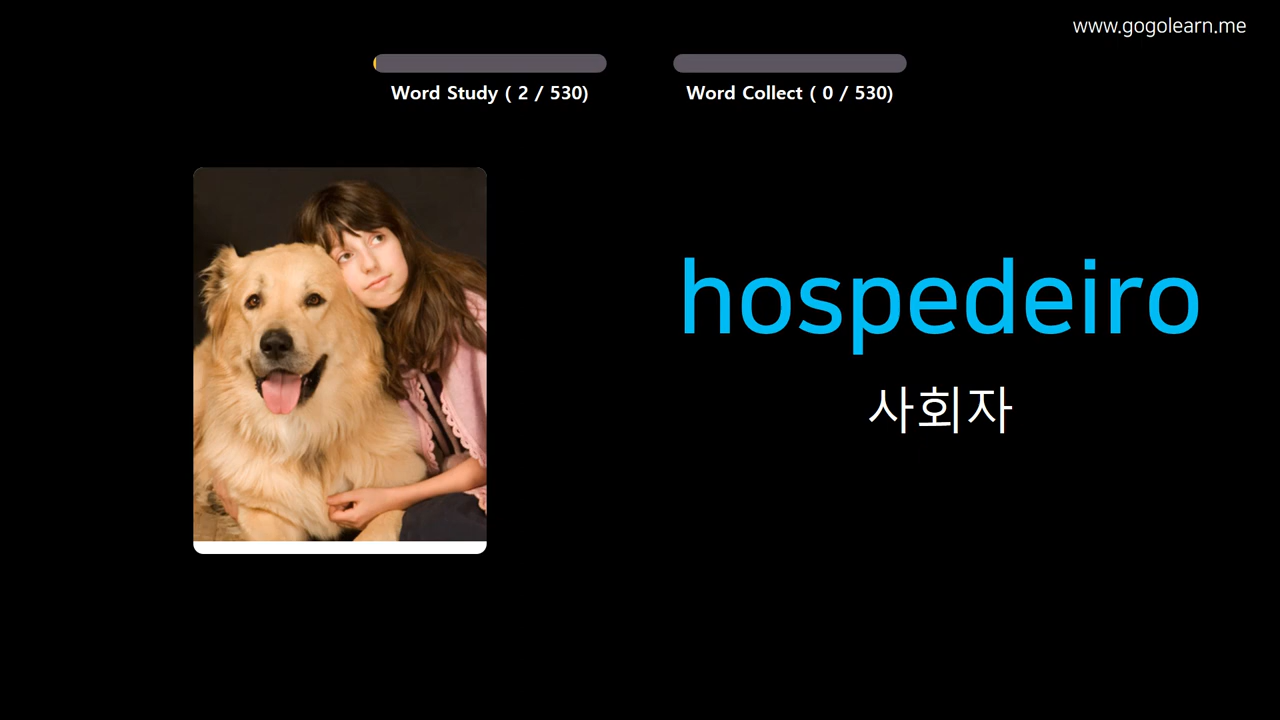 www.gogolearn.me
Word Study ( 2 / 530)
Word Collect ( 0 / 530)
hospedeiro
사회자